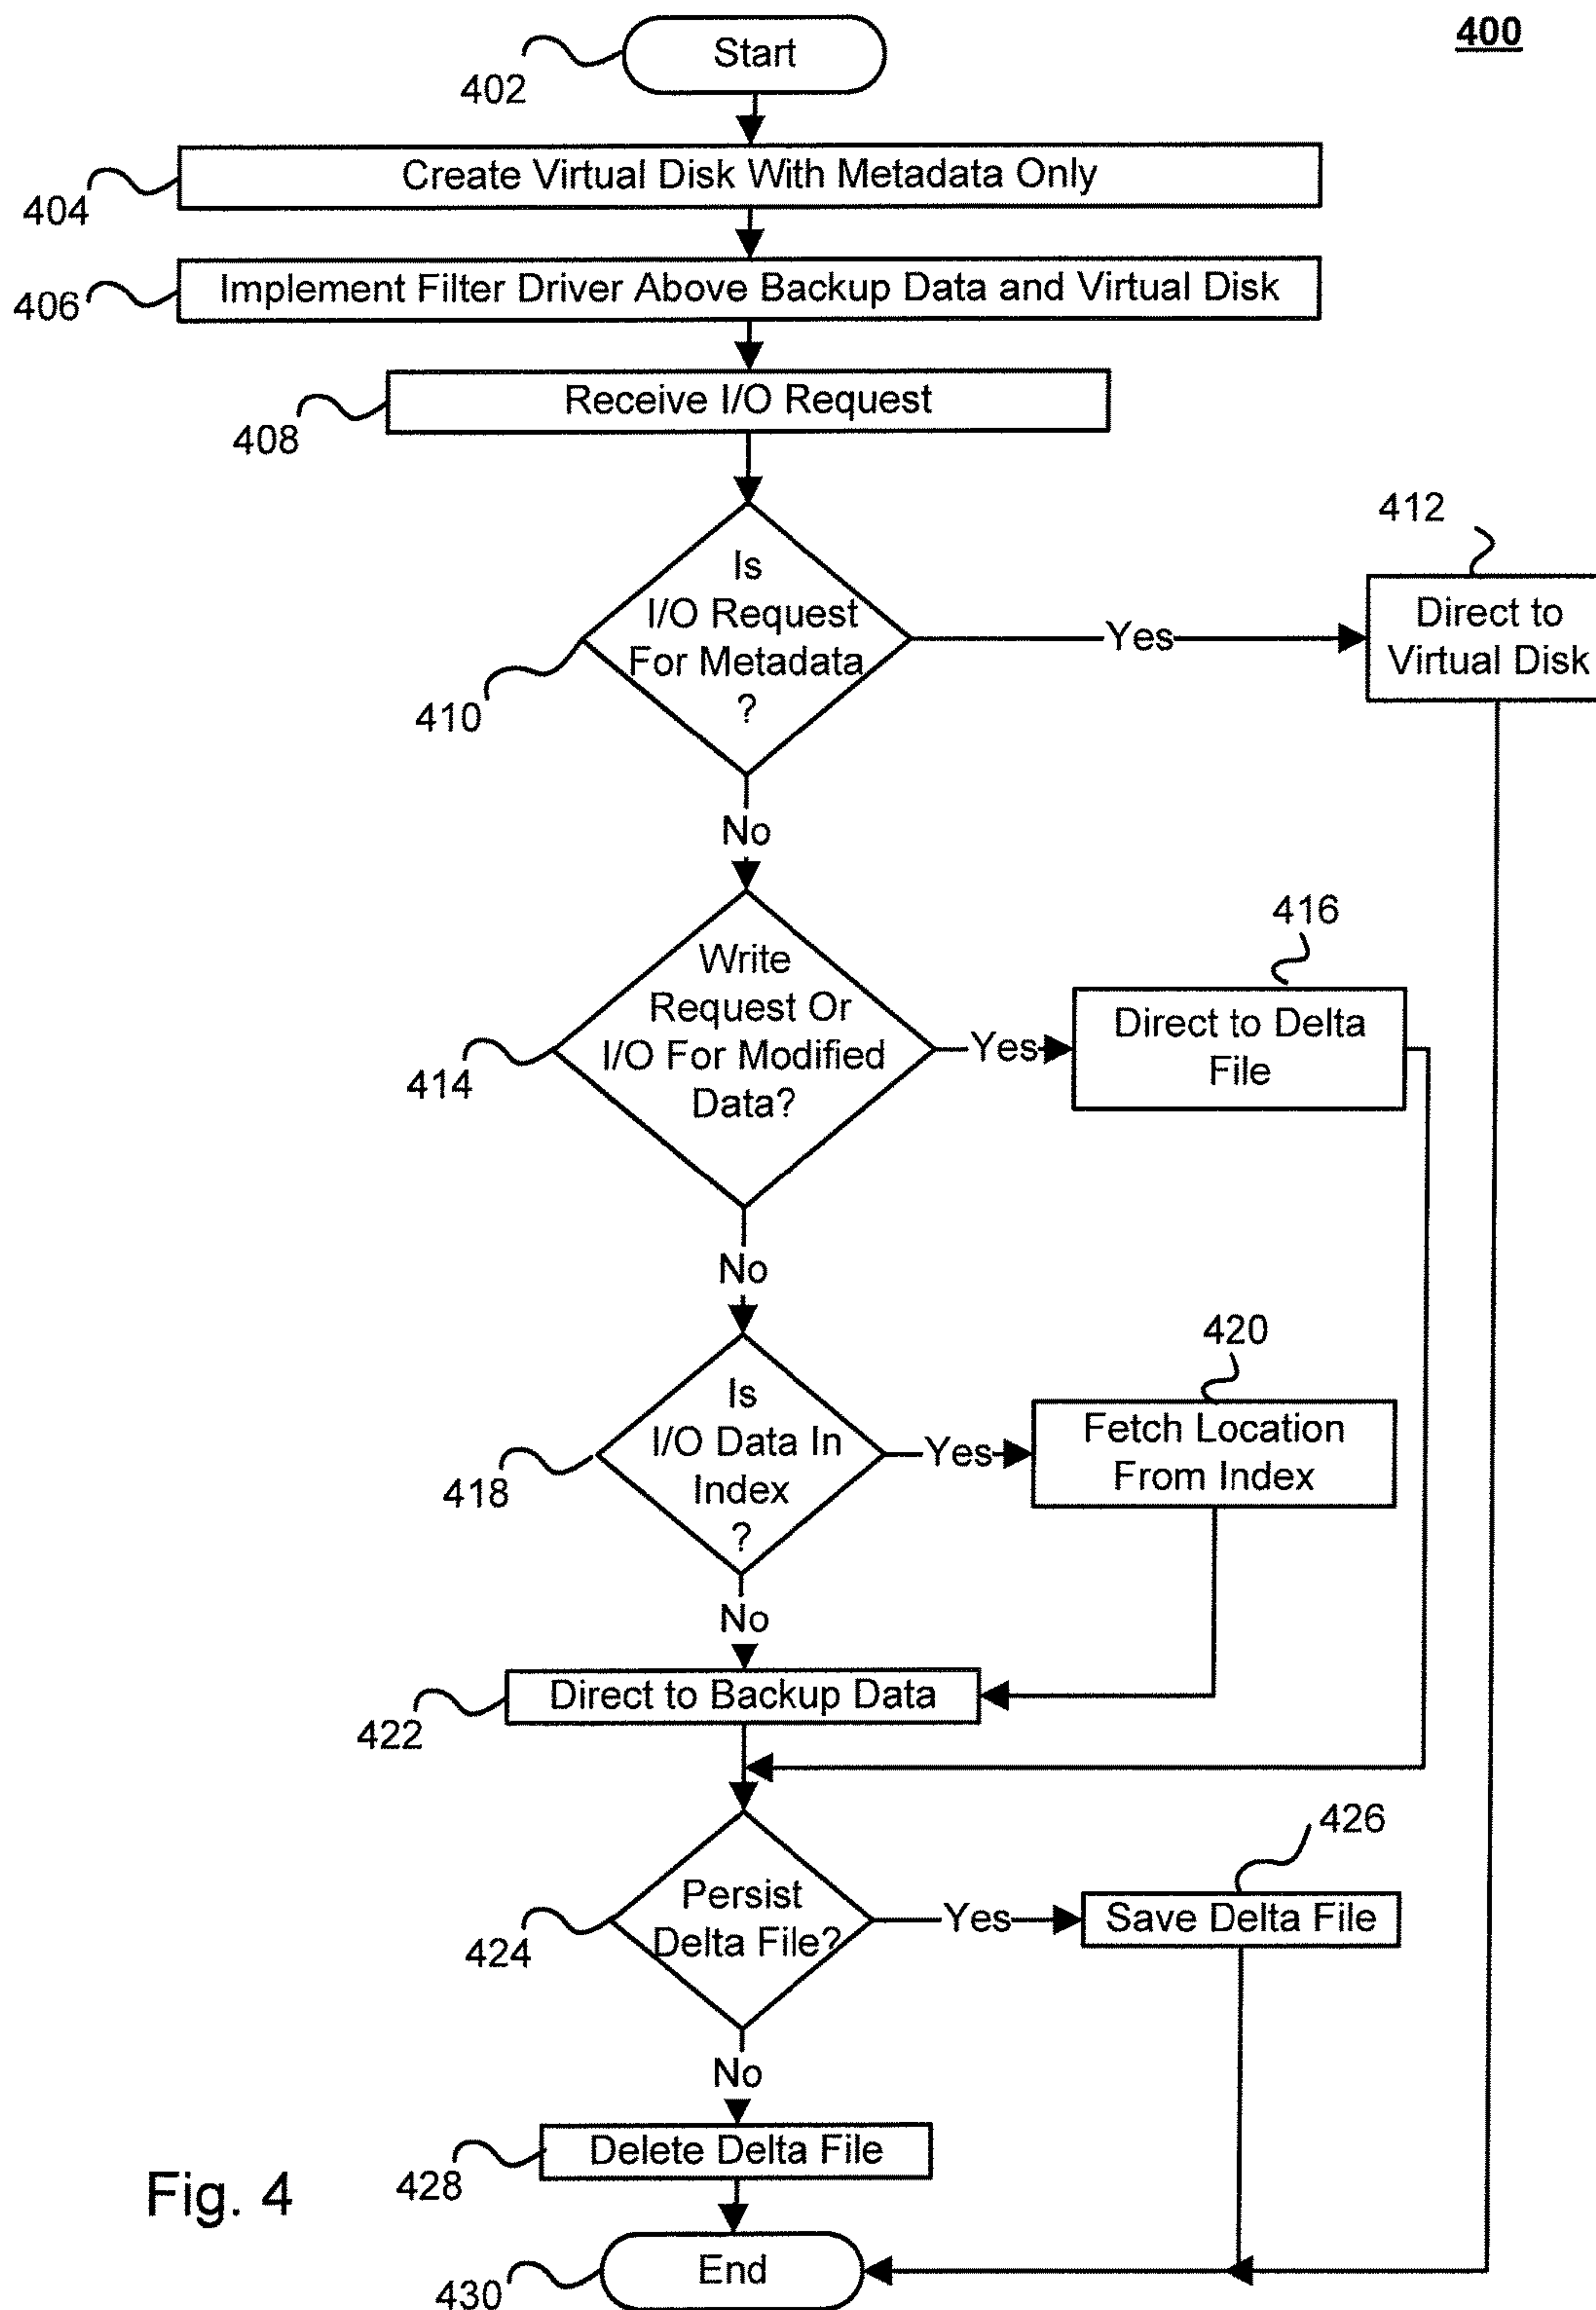 400
Start
402
Create Virtual Disk With Metadata Only
404
Implement Filter Driver Above Backup Data and Virtual Disk
406
Receive I/O Request
408
412
Is
I/O Request
For Metadata
?
Yes
Direct to
Virtual Disk
410
No
416
Write
Request Or
I/O For Modified
Data?
Yes
Direct to Delta
File
414
No
420
Is
I/O Data In
Index
?
Yes
Fetch Location
From Index
418
No
Direct to Backup Data
422
426
Persist
Delta File?
Yes
Save Delta File
424
No
Delete Delta File
428
Fig. 4
End
430